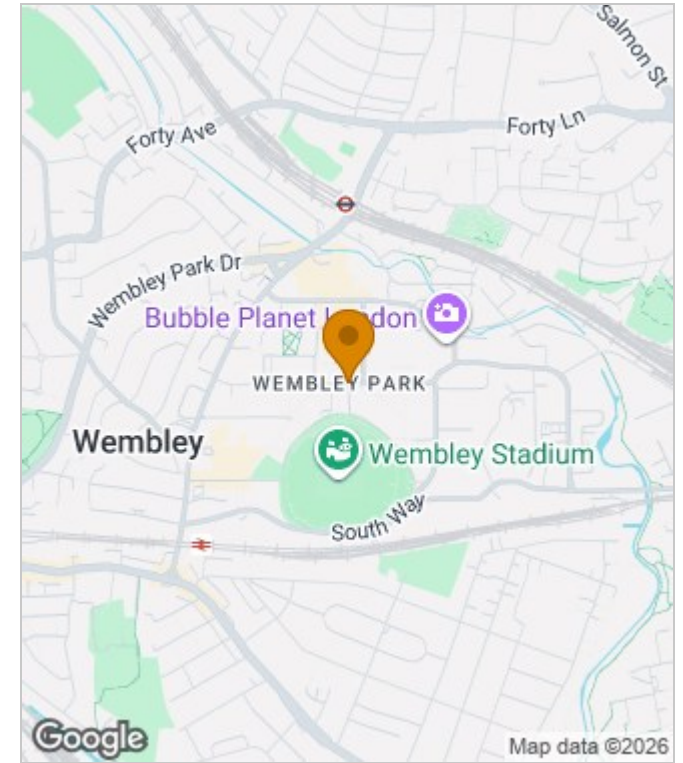 Salmon St
Forty Ave
Forty Ln
Wembley Park Dr
Bubble Planet L don
WEMBLEY PARK
Wembley
Wembley Stadium
South Way
Google
Map data ©2026